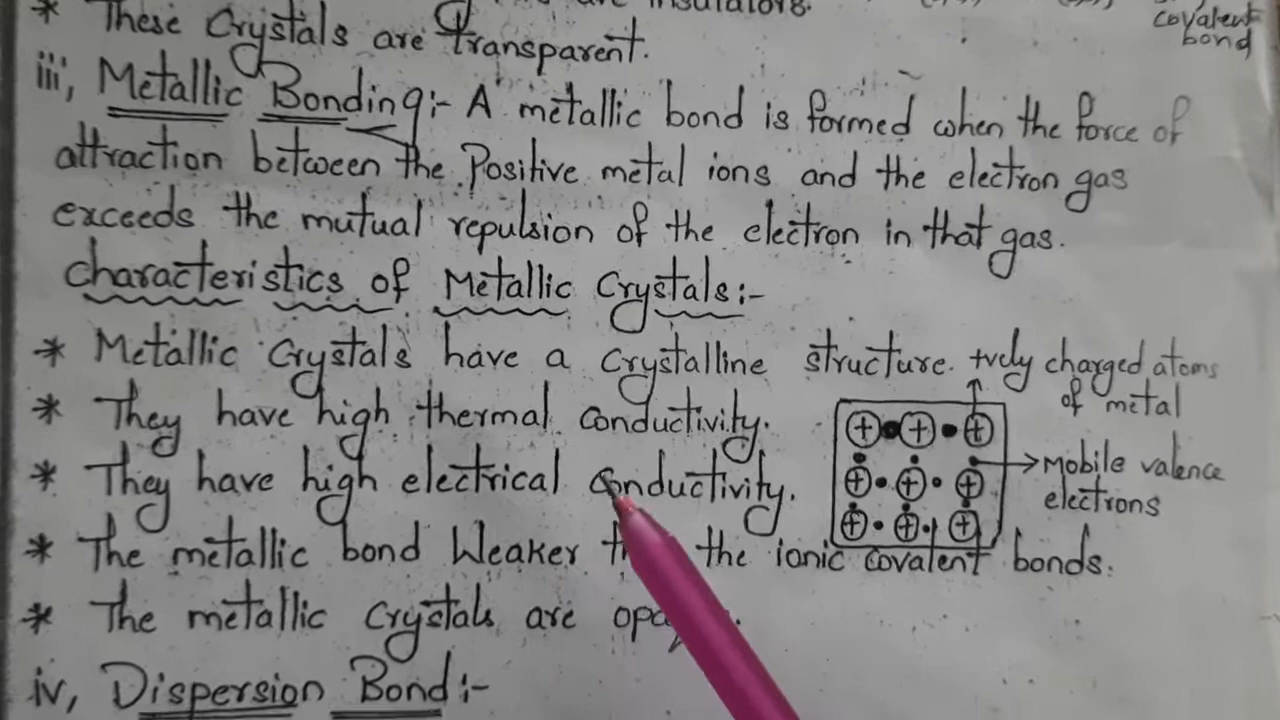 are insulators.
* These Crystals are transparent.
covalent
bond
iii, Metallic Bonding:- A metallic bond is formed when the force of
attraction between the Positive metal ions and the electron gas
exceeds the mutual repulsion of the electron in that gas.
characteristics of Metallic Crystals:-
* Metallic Crystals have a crystalline structure.
* They have high thermal conductivity.
* They have high electrical conductivity.
+vely charged atoms
of metal
+ + +
+ + +
+ + +
Mobile valence
electrons
* The metallic bond Weaker the ionic covalent bonds.
* The metallic crystals are
iv, Dispersion Bond:-